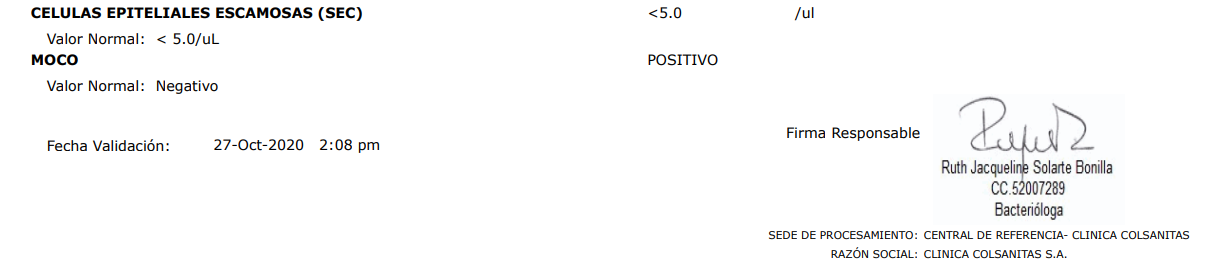 CELULAS EPITELIALES ESCAMOSAS (SEC) <5.0 /ul
Valor Normal: < 5.0/uL
MOCO POSITIVO
Valor Normal: Negativo
Fecha Validación: 27-Oct-2020 2:08 pm
Firma Responsable
Ruth Jacqueline Solarte Bonilla
CC.52007289
Bacterióloga
SEDE DE PROCESAMIENTO: CENTRAL DE REFERENCIA- CLINICA COLSANITAS
RAZÓN SOCIAL: CLINICA COLSANITAS S.A.